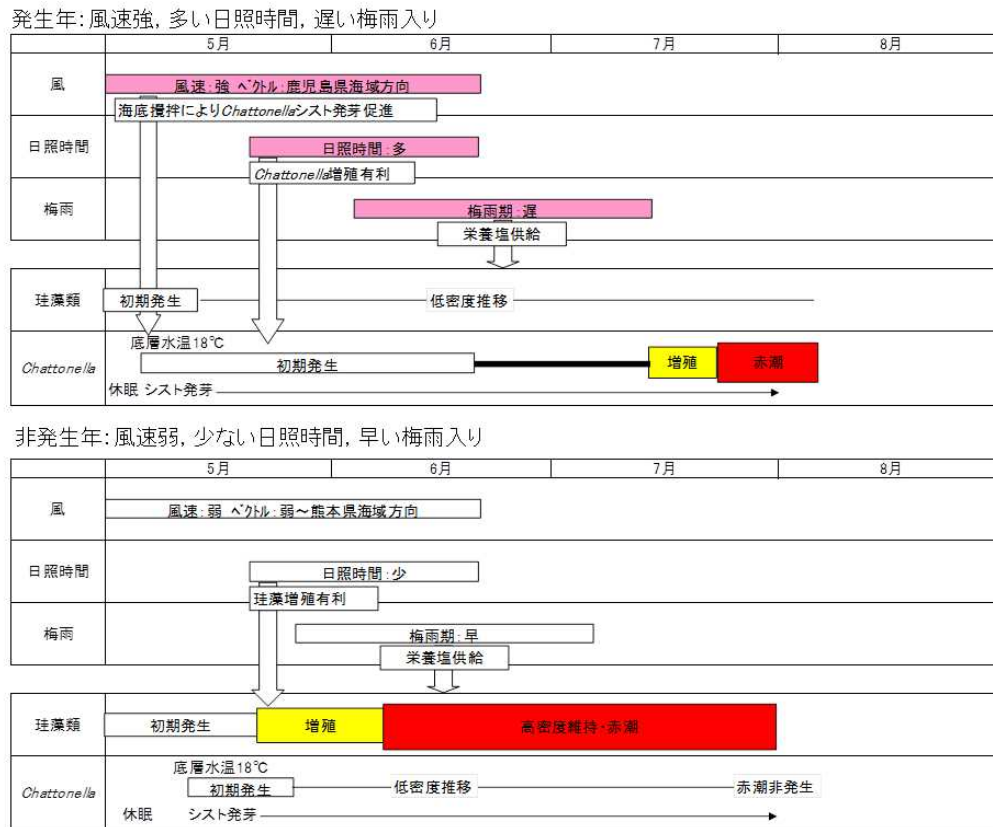 発生年：風速強，多い日照時間，遅い梅雨入り
5月 6月 7月 8月
風
風速：強 ベクトル：鹿児島県海域方向
海底攪拌によりChattonellaシスト発芽促進
日照時間
日照時間：多
Chattonella増殖有利
梅雨
梅雨期：遅
栄養塩供給
珪藻類
初期発生
低密度推移
底層水温18℃
Chattonella
初期発生
増殖
赤潮
休眠 シスト発芽
非発生年：風速弱，少ない日照時間，早い梅雨入り
5月 6月 7月 8月
風
風速：弱 ベクトル：弱～熊本県海域方向
日照時間
日照時間：少
珪藻増殖有利
梅雨
梅雨期：早
栄養塩供給
珪藻類
初期発生
増殖
高密度維持・赤潮
底層水温18℃
Chattonella
初期発生
低密度推移
赤潮非発生
休眠 シスト発芽